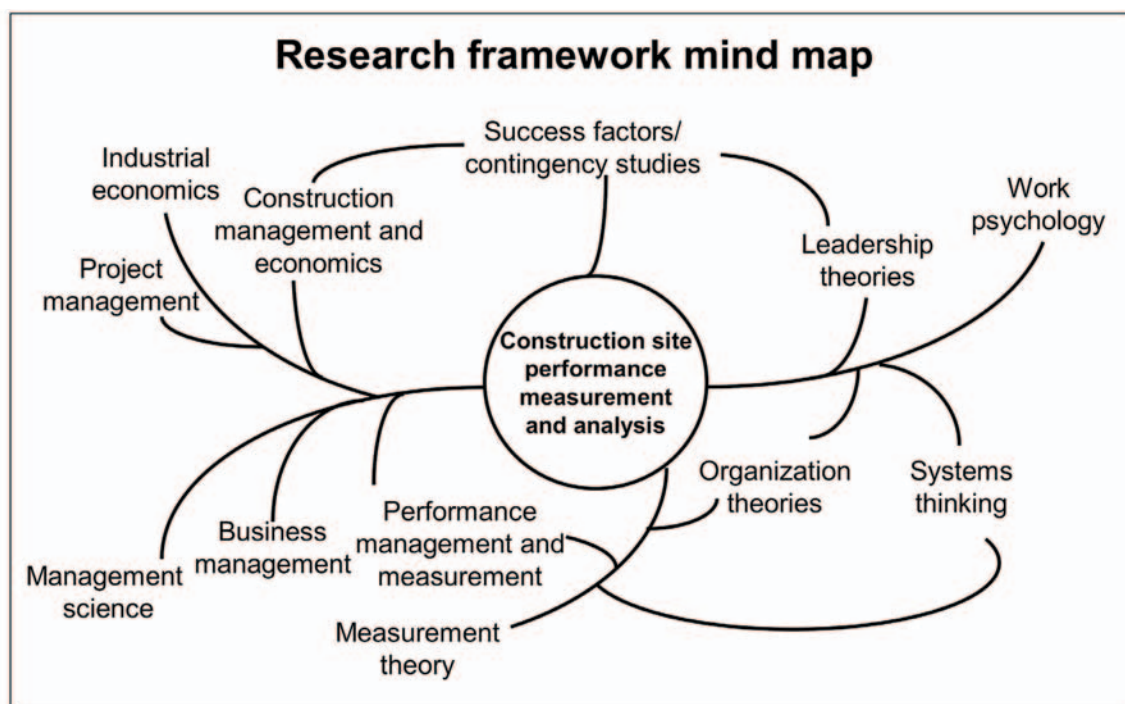 Research framework mind map
Success factors/
contingency studies
Industrial
economics
Construction
management and
economics
Project
management
Work
psychology
Leadership
theories
Construction site
performance
measurement
and analysis
Organization
theories
Systems
thinking
Performance
management and
measurement
Business
management
Management
science
Measurement
theory